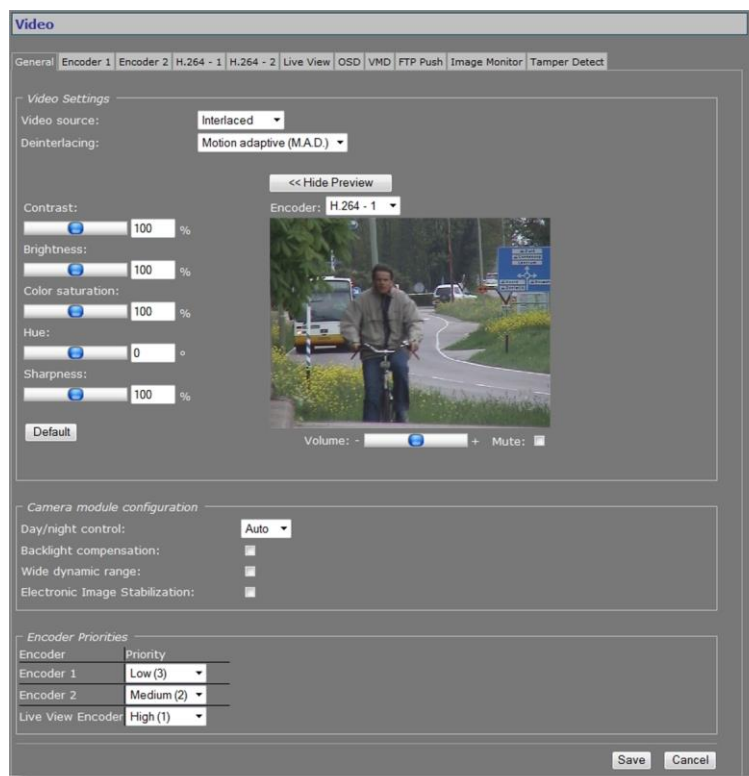 Video
General Encoder 1 Encoder 2 H.264 - 1 H.264 - 2 Live View OSD VMD FTP Push Image Monitor Tamper Detect
Video Settings
Video source: Interlaced
Deinterlacing: Motion adaptive (M.A.D.)
<< Hide Preview
Contrast: Encoder: H.264 - 1
100 %
Brightness:
100 %
Color saturation:
100 %
Hue:
0 °
Sharpness:
100 %
Default
Volume: - + Mute:
Camera module configuration
Day/night control: Auto
Backlight compensation:
Wide dynamic range:
Electronic Image Stabilization:
Encoder Priorities
Encoder Priority
Encoder 1 Low (3)
Encoder 2 Medium (2)
Live View Encoder High (1)
Save Cancel